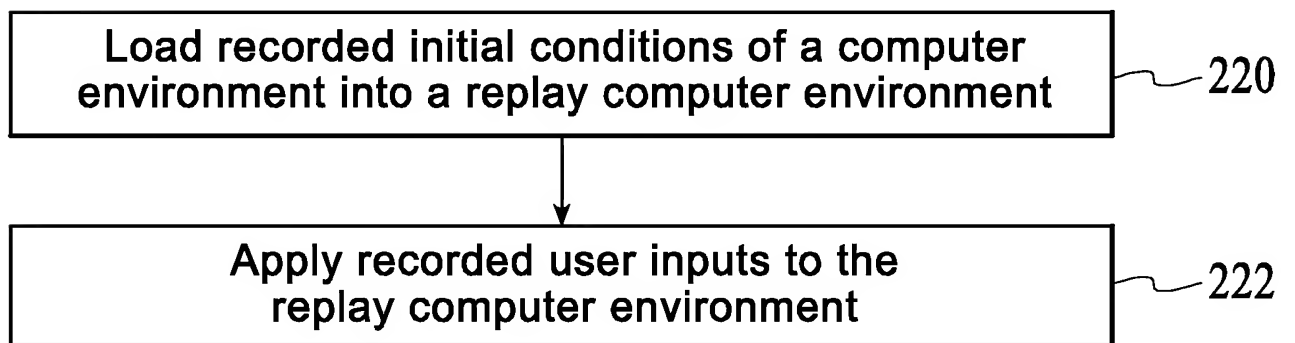 Load recorded initial conditions of a computer
environment into a replay computer environment
220
Apply recorded user inputs to the
replay computer environment
222